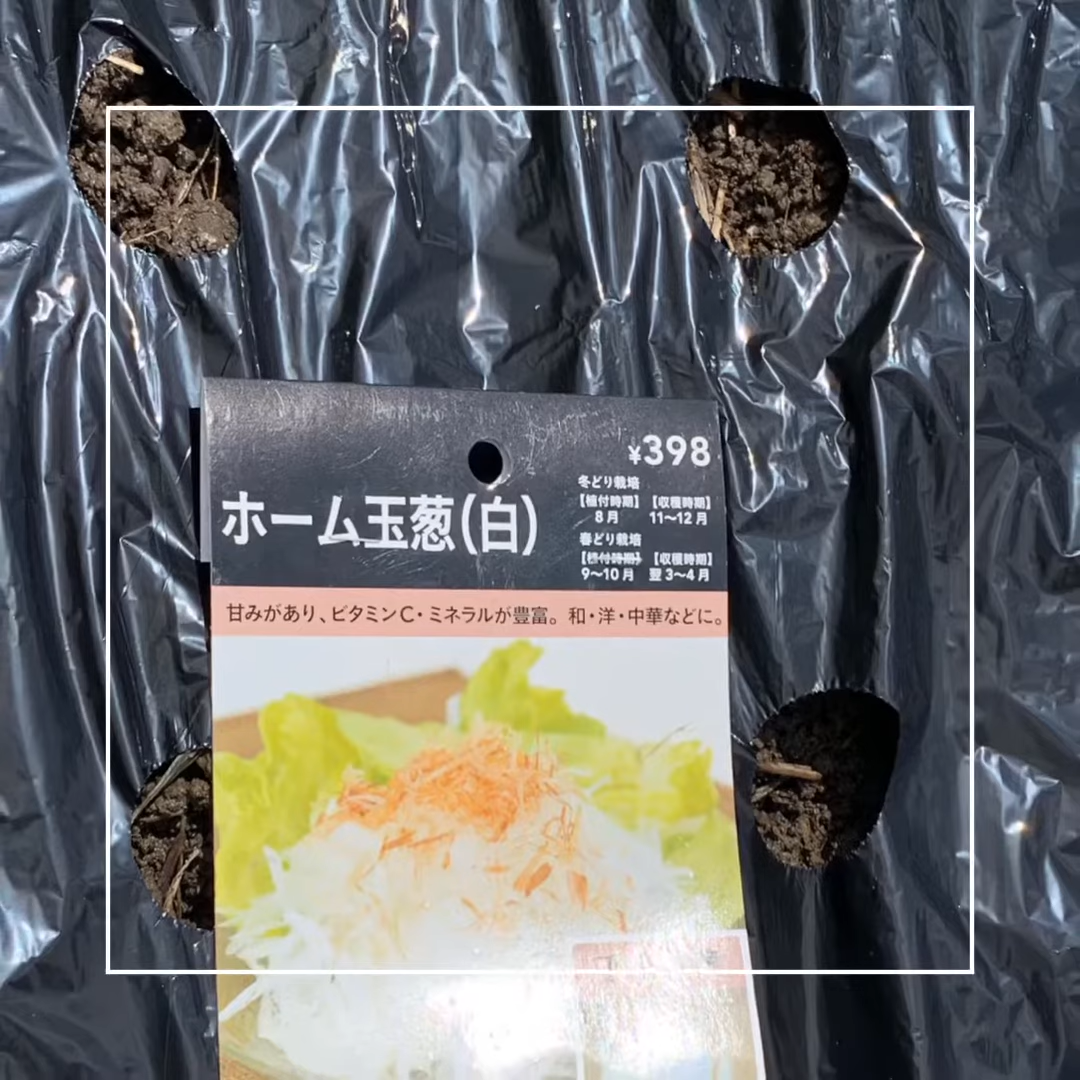 ¥398
冬どり栽培
【植付時期】 【収穫時期】
8月 11〜12月
ホーム玉葱(白)
春どり栽培
【植付時期】 【収穫時期】
9〜10月 翌3〜4月
甘みがあり、ビタミンC・ミネラルが豊富。和・洋・中華などに。